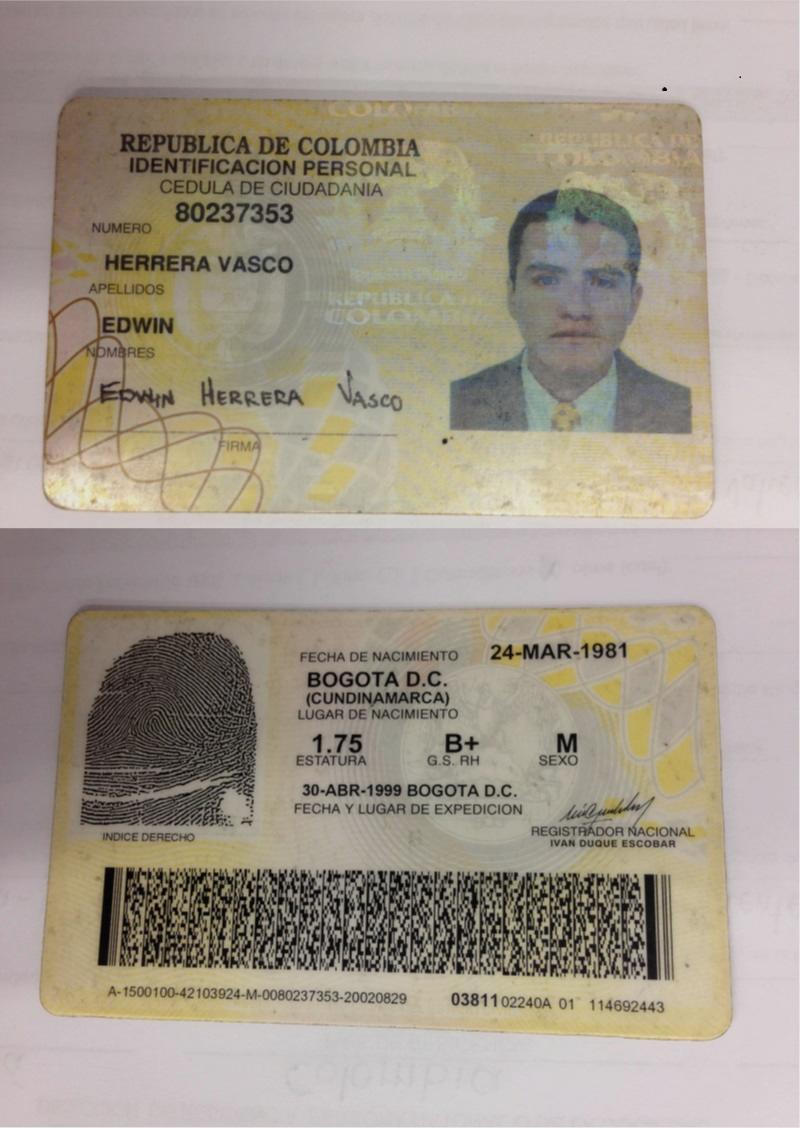 REPUBLICA DE COLOMBIA
IDENTIFICACION PERSONAL
CEDULA DE CIUDADANIA
NUMERO 80237353
HERRERA VASCO
APELLIDOS
EDWIN
NOMBRES
EDWIN HERRERA VASCO
FIRMA
REPUBLICA DE
COLOMBIA
FECHA DE NACIMIENTO 24-MAR-1981
BOGOTA D.C.
(CUNDINAMARCA)
LUGAR DE NACIMIENTO
1.75 B+ M
ESTATURA G.S. RH SEXO
30-ABR-1999 BOGOTA D.C.
FECHA Y LUGAR DE EXPEDICION
INDICE DERECHO
REGISTRADOR NACIONAL
IVAN DUQUE ESCOBAR
A-1500100-42103924-M-0080237353-20020829 03811 02240A 01 114692443
Colombia